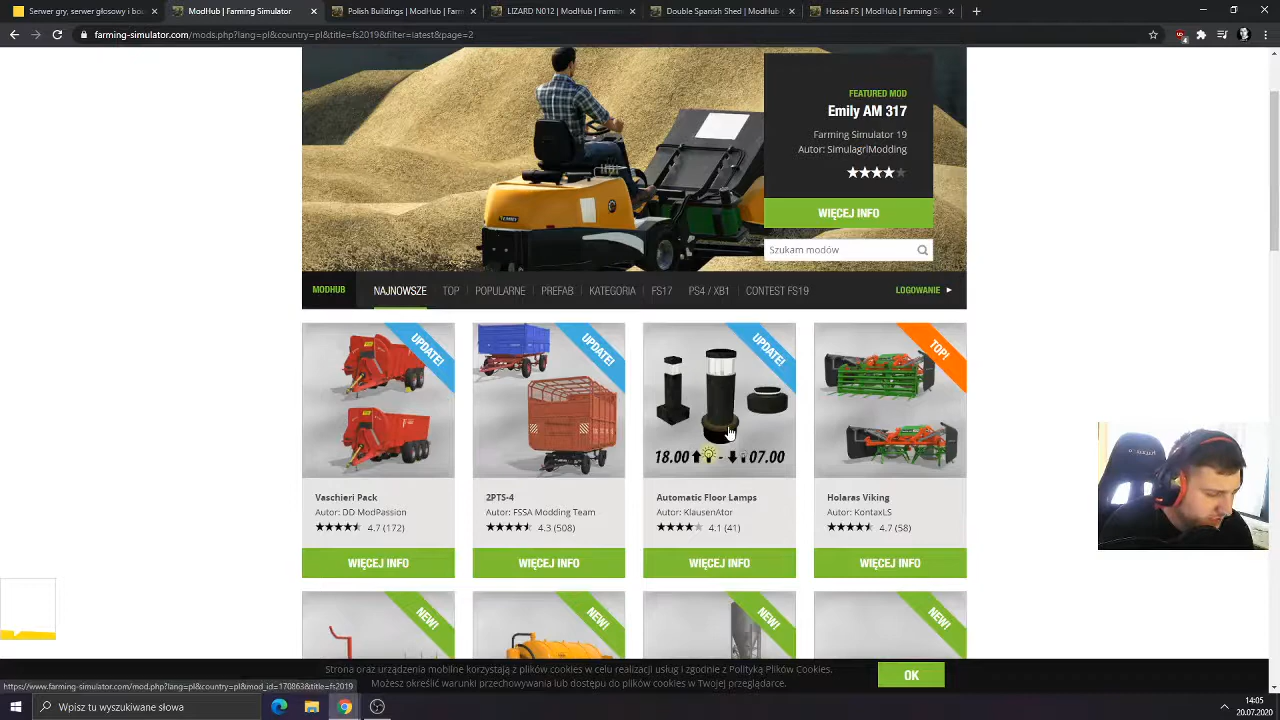 Serwer gry, serwer głosowy i bo
ModHub | Farming Simulator
Polish Buildings | ModHub | Farm
LIZARD N012 | ModHub | Farmin
Double Spanish Shed | ModHub
Hassia FS | ModHub | Farming Si
farming-simulator.com/mods.php?lang=pl&country=pl&title=fs2019&filter=latest&page=2
FEATURED MOD
Emily AM 317
Farming Simulator 19
Autor: SimulagriModding
WIĘCEJ INFO
Szukam modów
MODHUB
NAJNOWSZE
TOP
POPULARNE
PREFAB
KATEGORIA
FS17
PS4 / XB1
CONTEST FS19
LOGOWANIE
UPDATE!
UPDATE!
UPDATE!
TOP!
18.00 - 07.00
Vaschieri Pack
Autor: DD ModPassion
4.7 (172)
WIĘCEJ INFO
2PTS-4
Autor: FSSA Modding Team
4.3 (508)
WIĘCEJ INFO
Automatic Floor Lamps
Autor: KlausenAtor
4.1 (41)
WIĘCEJ INFO
Holaras Viking
Autor: KontaxLS
4.7 (58)
WIĘCEJ INFO
NEW!
NEW!
NEW!
NEW!
Strona oraz urządzenia mobilne korzystają z plików cookies w celu realizacji usług i zgodnie z Polityką Plików Cookies.
Możesz określić warunki przechowywania lub dostępu do plików cookies w Twojej przeglądarce.
OK
https://www.farming-simulator.com/mod.php?lang=pl&country=pl&mod_id=170863&title=fs2019
Wpisz tu wyszukiwane słowa
14:05
20.07.2020